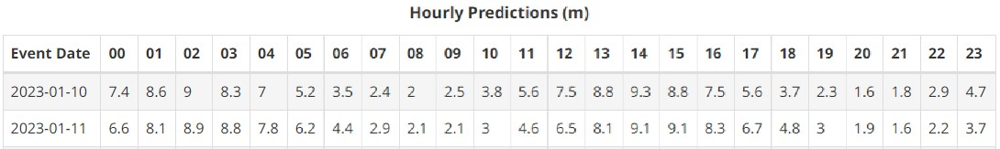 Hourly Predictions (m)
Event Date 00 01 02 03 04 05 06 07 08 09 10 11 12 13 14 15 16 17 18 19 20 21 22 23
2023-01-10 7.4 8.6 9 8.3 7 5.2 3.5 2.4 2 2.5 3.8 5.6 7.5 8.8 9.3 8.8 7.5 5.6 3.7 2.3 1.6 1.8 2.9 4.7
2023-01-11 6.6 8.1 8.9 8.8 7.8 6.2 4.4 2.9 2.1 2.1 3 4.6 6.5 8.1 9.1 9.1 8.3 6.7 4.8 3 1.9 1.6 2.2 3.7